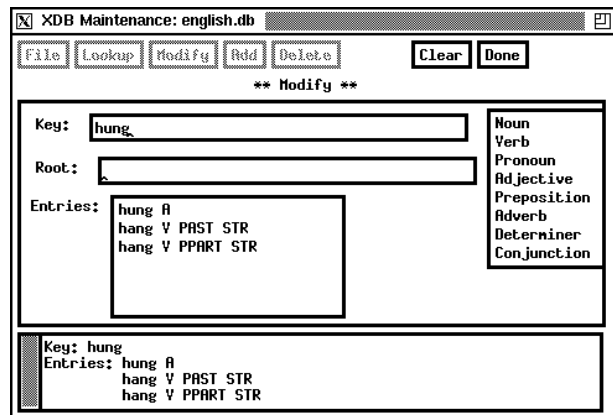 XDB Maintenance: english.db
File Lookup Modify Add Delete Clear Done
** Modify **
Key: hung
Root:
Entries: hung A
hang V PAST STR
hang V PPART STR
Noun
Verb
Pronoun
Adjective
Preposition
Adverb
Determiner
Conjunction
Key: hung
Entries: hung A
hang V PAST STR
hang V PPART STR